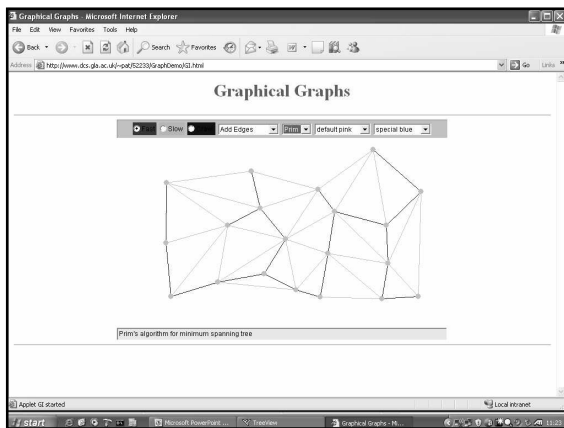 Graphical Graphs - Microsoft Internet Explorer
File Edit View Favorites Tools Help
Back Search Favorites
Address http://www.dcs.gla.ac.uk/~pat/52233/GraphDemo/GI.html Go Links »
Graphical Graphs
Fast Slow Add Edges Prim default pink special blue
Prim's algorithm for minimum spanning tree
Applet GI started Local intranet
start Microsoft PowerPoint ... TreeView Graphical Graphs - Mi... 11:23